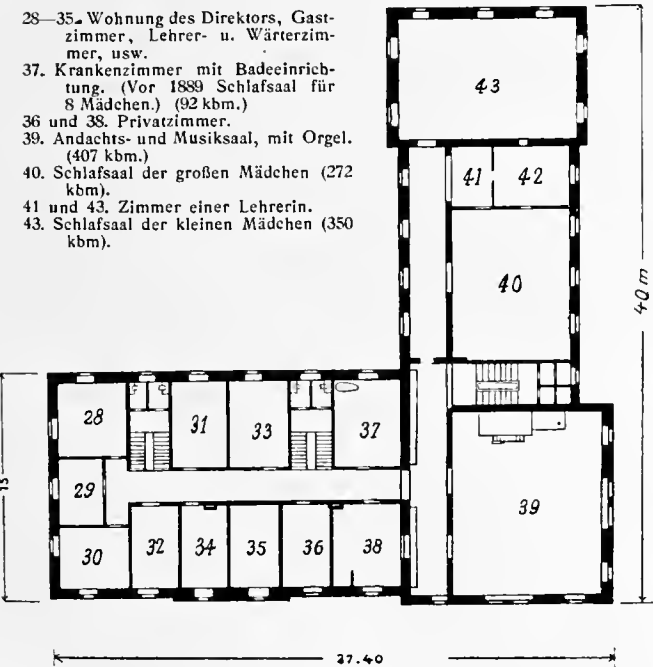 28—35. Wohnung des Direktors, Gast-
zimmer, Lehrer- u. Wärterzim-
mer, usw.
37. Krankenzimmer mit Badeeinrich-
tung. (Vor 1889 Schlafsaal für
8 Mädchen.) (92 kbm.)
36 und 38. Privatzimmer.
39. Andachts- und Musiksaal, mit Orgel.
(407 kbm.)
40. Schlafsaal der großen Mädchen (272
kbm).
41 und 43. Zimmer einer Lehrerin.
43. Schlafsaal der kleinen Mädchen (350
kbm).
43
41 42
40
40 m
28 31 33 37
29
15
39
30 32 34 35 36 38
27.40